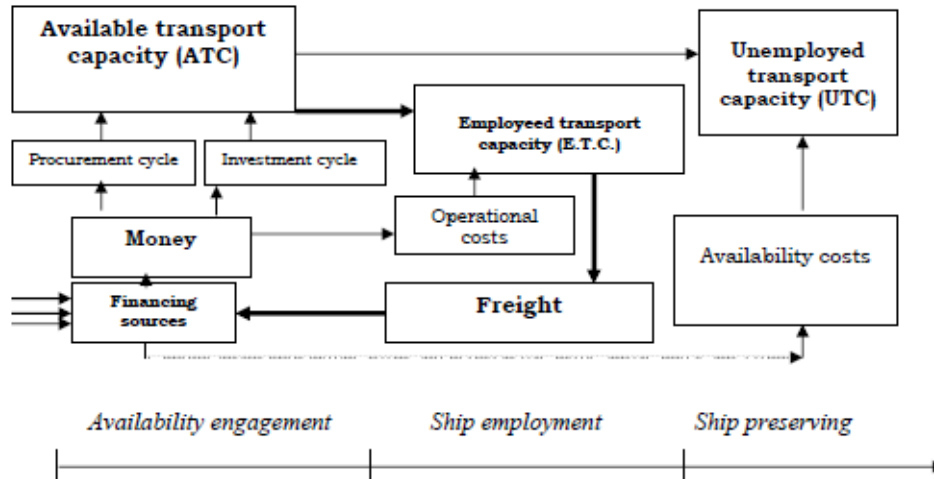 Available transport
capacity (ATC)
Unemployed
transport
capacity (UTC)
Employeed transport
capacity (E.T.C.)
Procurement cycle
Investment cycle
Operational
costs
Money
Availability costs
Financing
sources
Freight
Availability engagement
Ship employment
Ship preserving